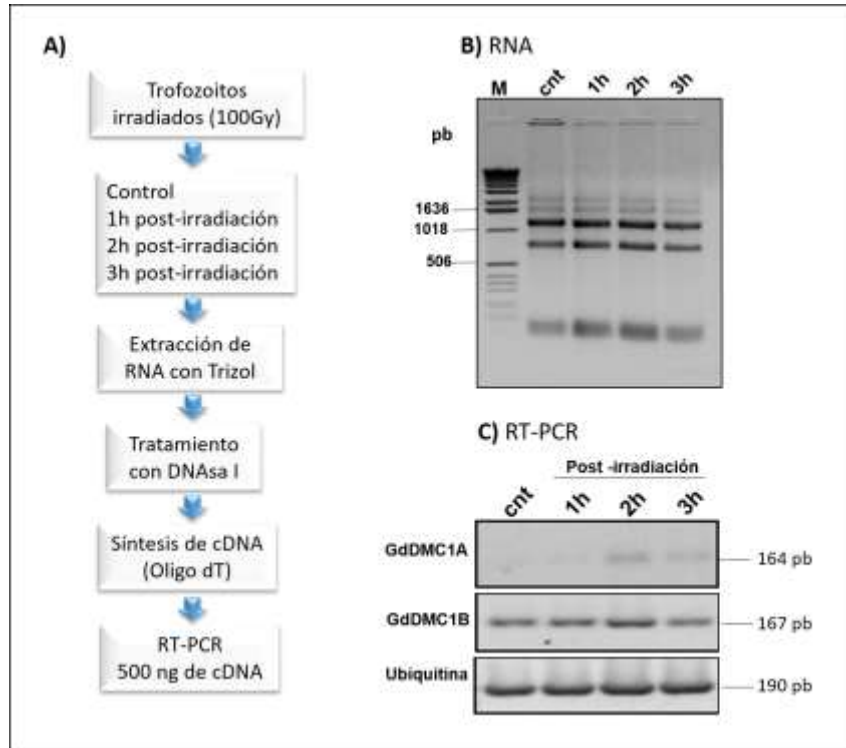 A)
Trofozoitos
irradiados (100Gy)
Control
1h post-irradiación
2h post-irradiación
3h post-irradiación
Extracción de
RNA con Trizol
Tratamiento
con DNAsa I
Síntesis de cDNA
(Oligo dT)
RT-PCR
500 ng de cDNA
B) RNA
M cnt 1h 2h 3h
pb
1636
1018
506
C) RT-PCR
Post -irradiación
cnt 1h 2h 3h
GdDMC1A 164 pb
GdDMC1B 167 pb
Ubiquitina 190 pb